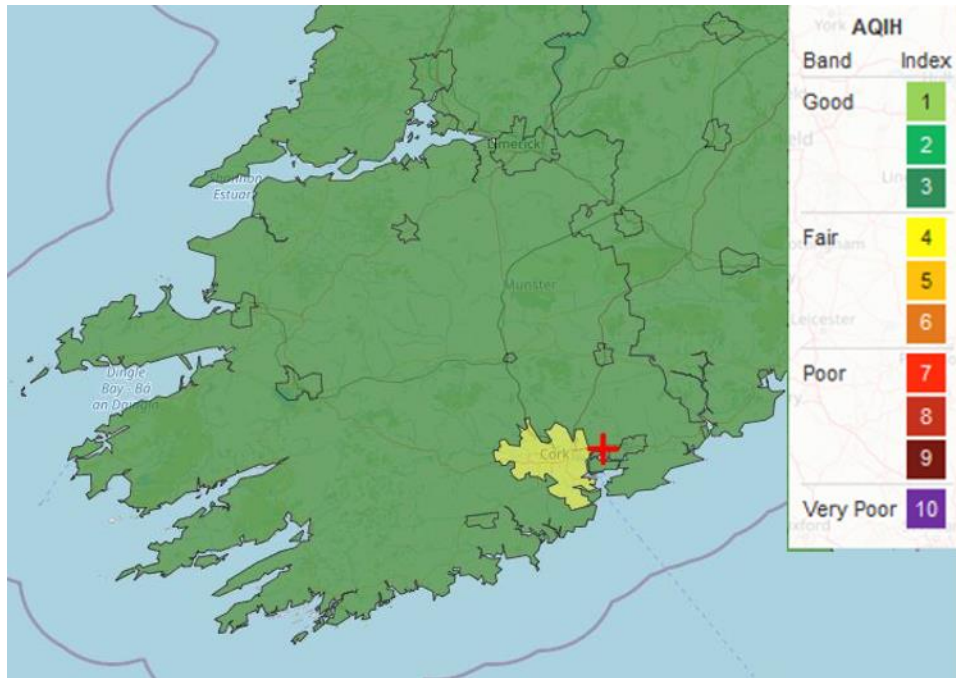 Limerick
Estuary
Munster
Dingle
Bay - Bá
an Daingin
Cork
York
AQIH
Band Index
Good 1
2
3
Fair 4
5
6
Leicester
Poor 7
8
9
Very Poor 10